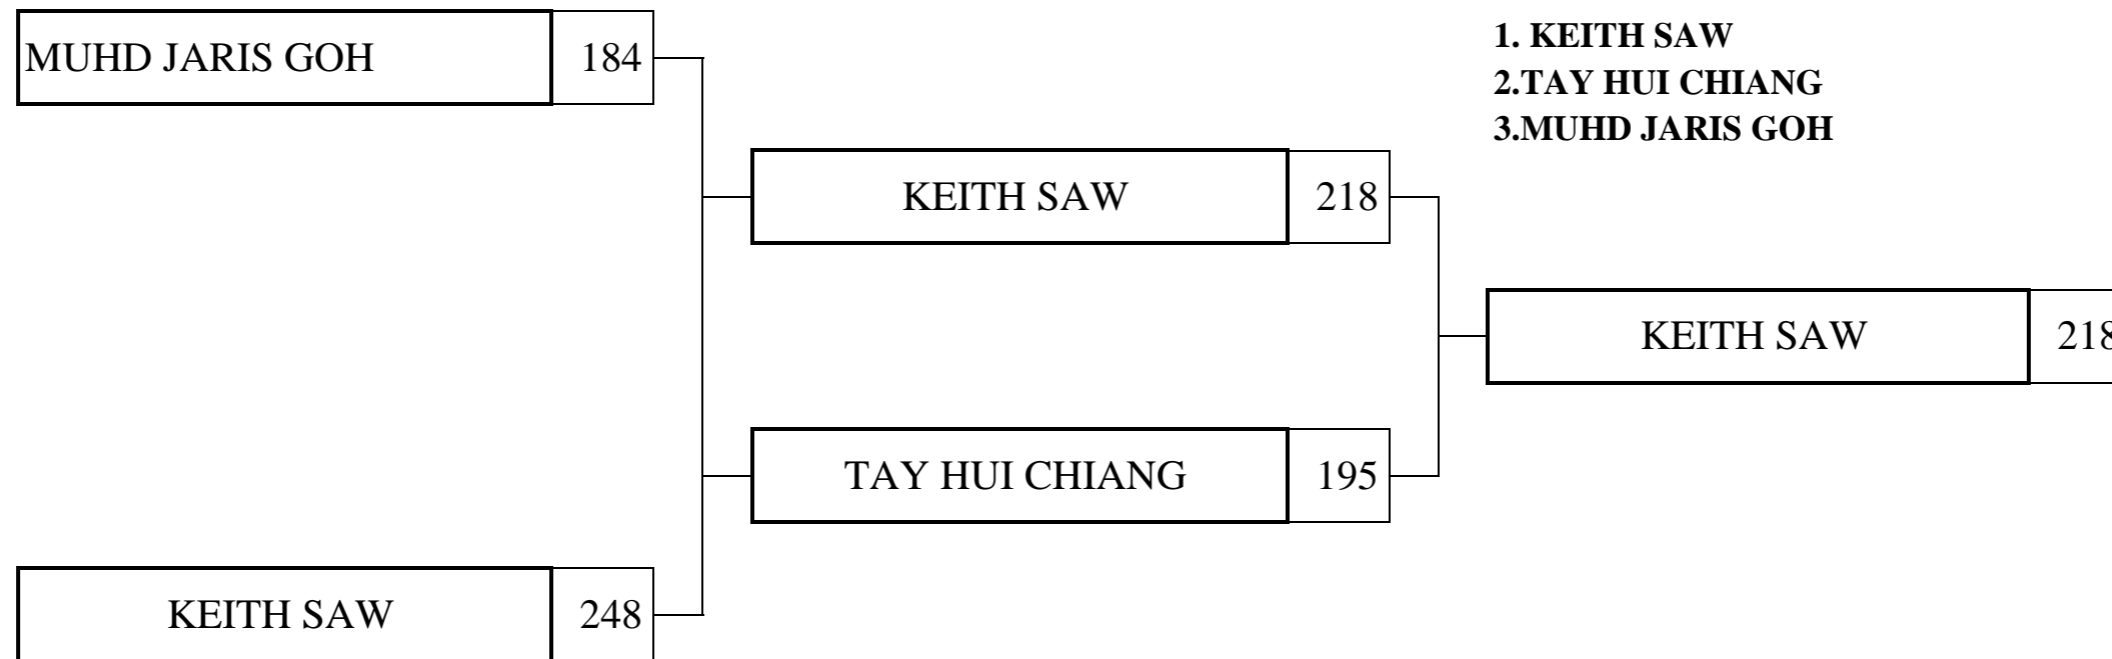 MUHD JARIS GOH 184
1. KEITH SAW
2.TAY HUI CHIANG
3.MUHD JARIS GOH
KEITH SAW 218
KEITH SAW 218
TAY HUI CHIANG 195
KEITH SAW 248